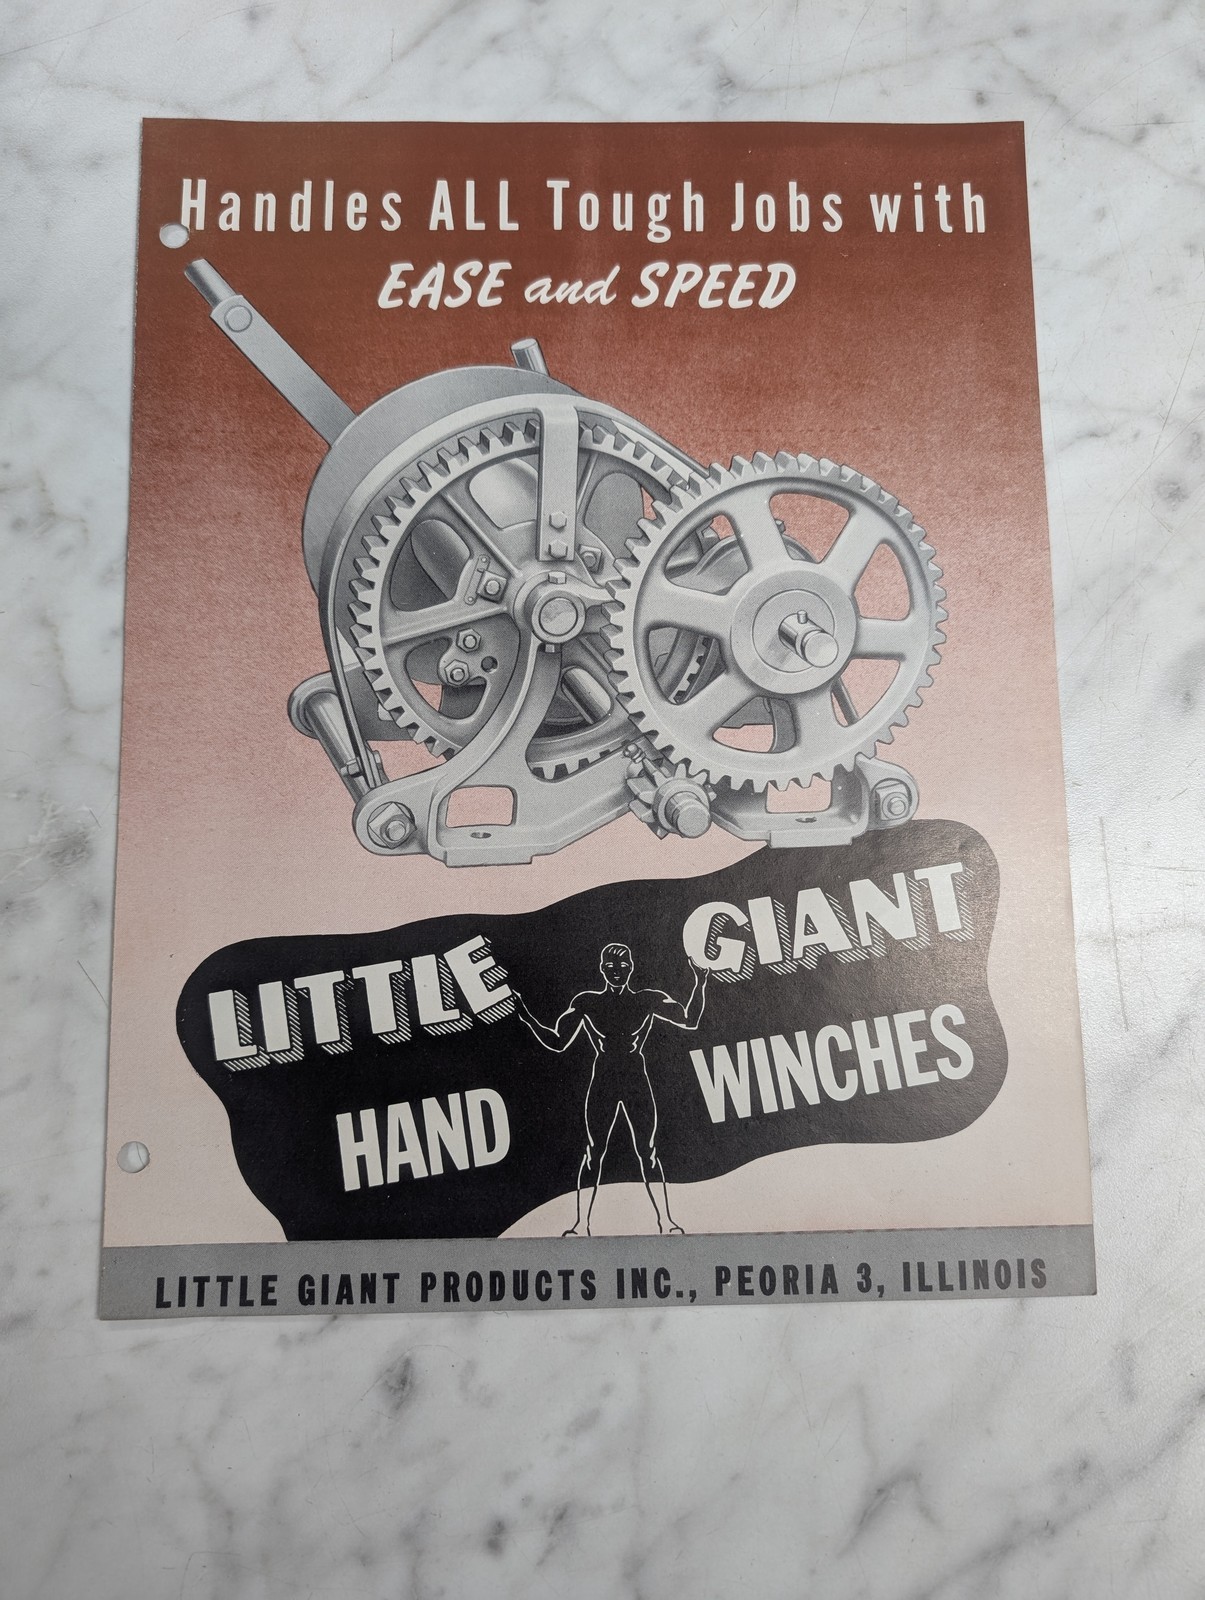 Handles ALL Tough Jobs with
EASE and SPEED
LITTLE GIANT
HAND WINCHES
LITTLE GIANT PRODUCTS INC., PEORIA 3, ILLINOIS